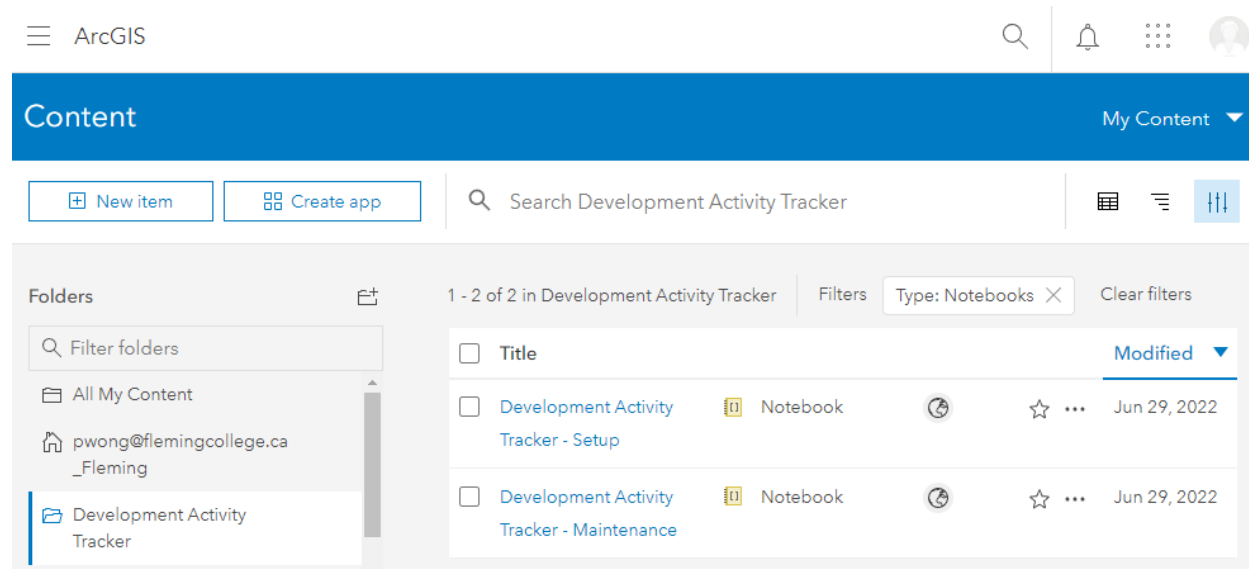 ArcGIS
Content
My Content
New item
Create app
Search Development Activity Tracker
Folders
Filter folders
All My Content
pwong@flemingcollege.ca
_Fleming
Development Activity
Tracker
1 - 2 of 2 in Development Activity Tracker
Filters
Type: Notebooks
Clear filters
Title
Modified
Development Activity
Tracker - Setup
Notebook
Jun 29, 2022
Development Activity
Tracker - Maintenance
Notebook
Jun 29, 2022